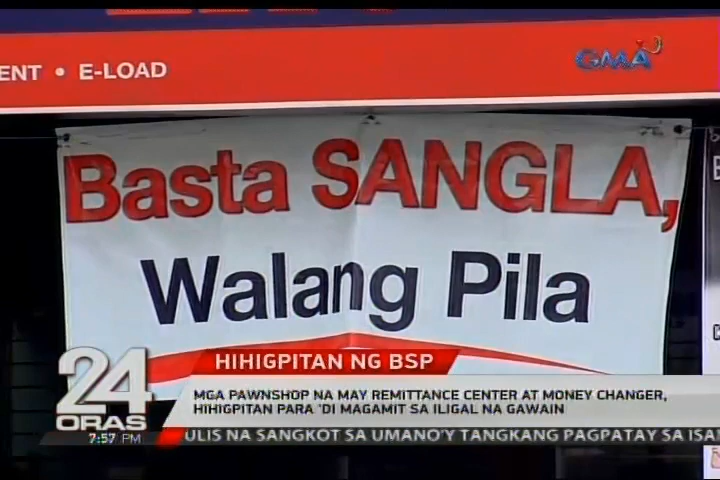 ENT • E-LOAD
GMA
Basta SANGLA,
Walang Pila
24
ORAS
7:57 PM
HIHIGPITAN NG BSP
MGA PAWNSHOP NA MAY REMITTANCE CENTER AT MONEY CHANGER,
HIHIGPITAN PARA 'DI MAGAMIT SA ILIGAL NA GAWAIN
ULIS NA SANGKOT SA UMANO'Y TANGKANG PAGPATAY SA ISA